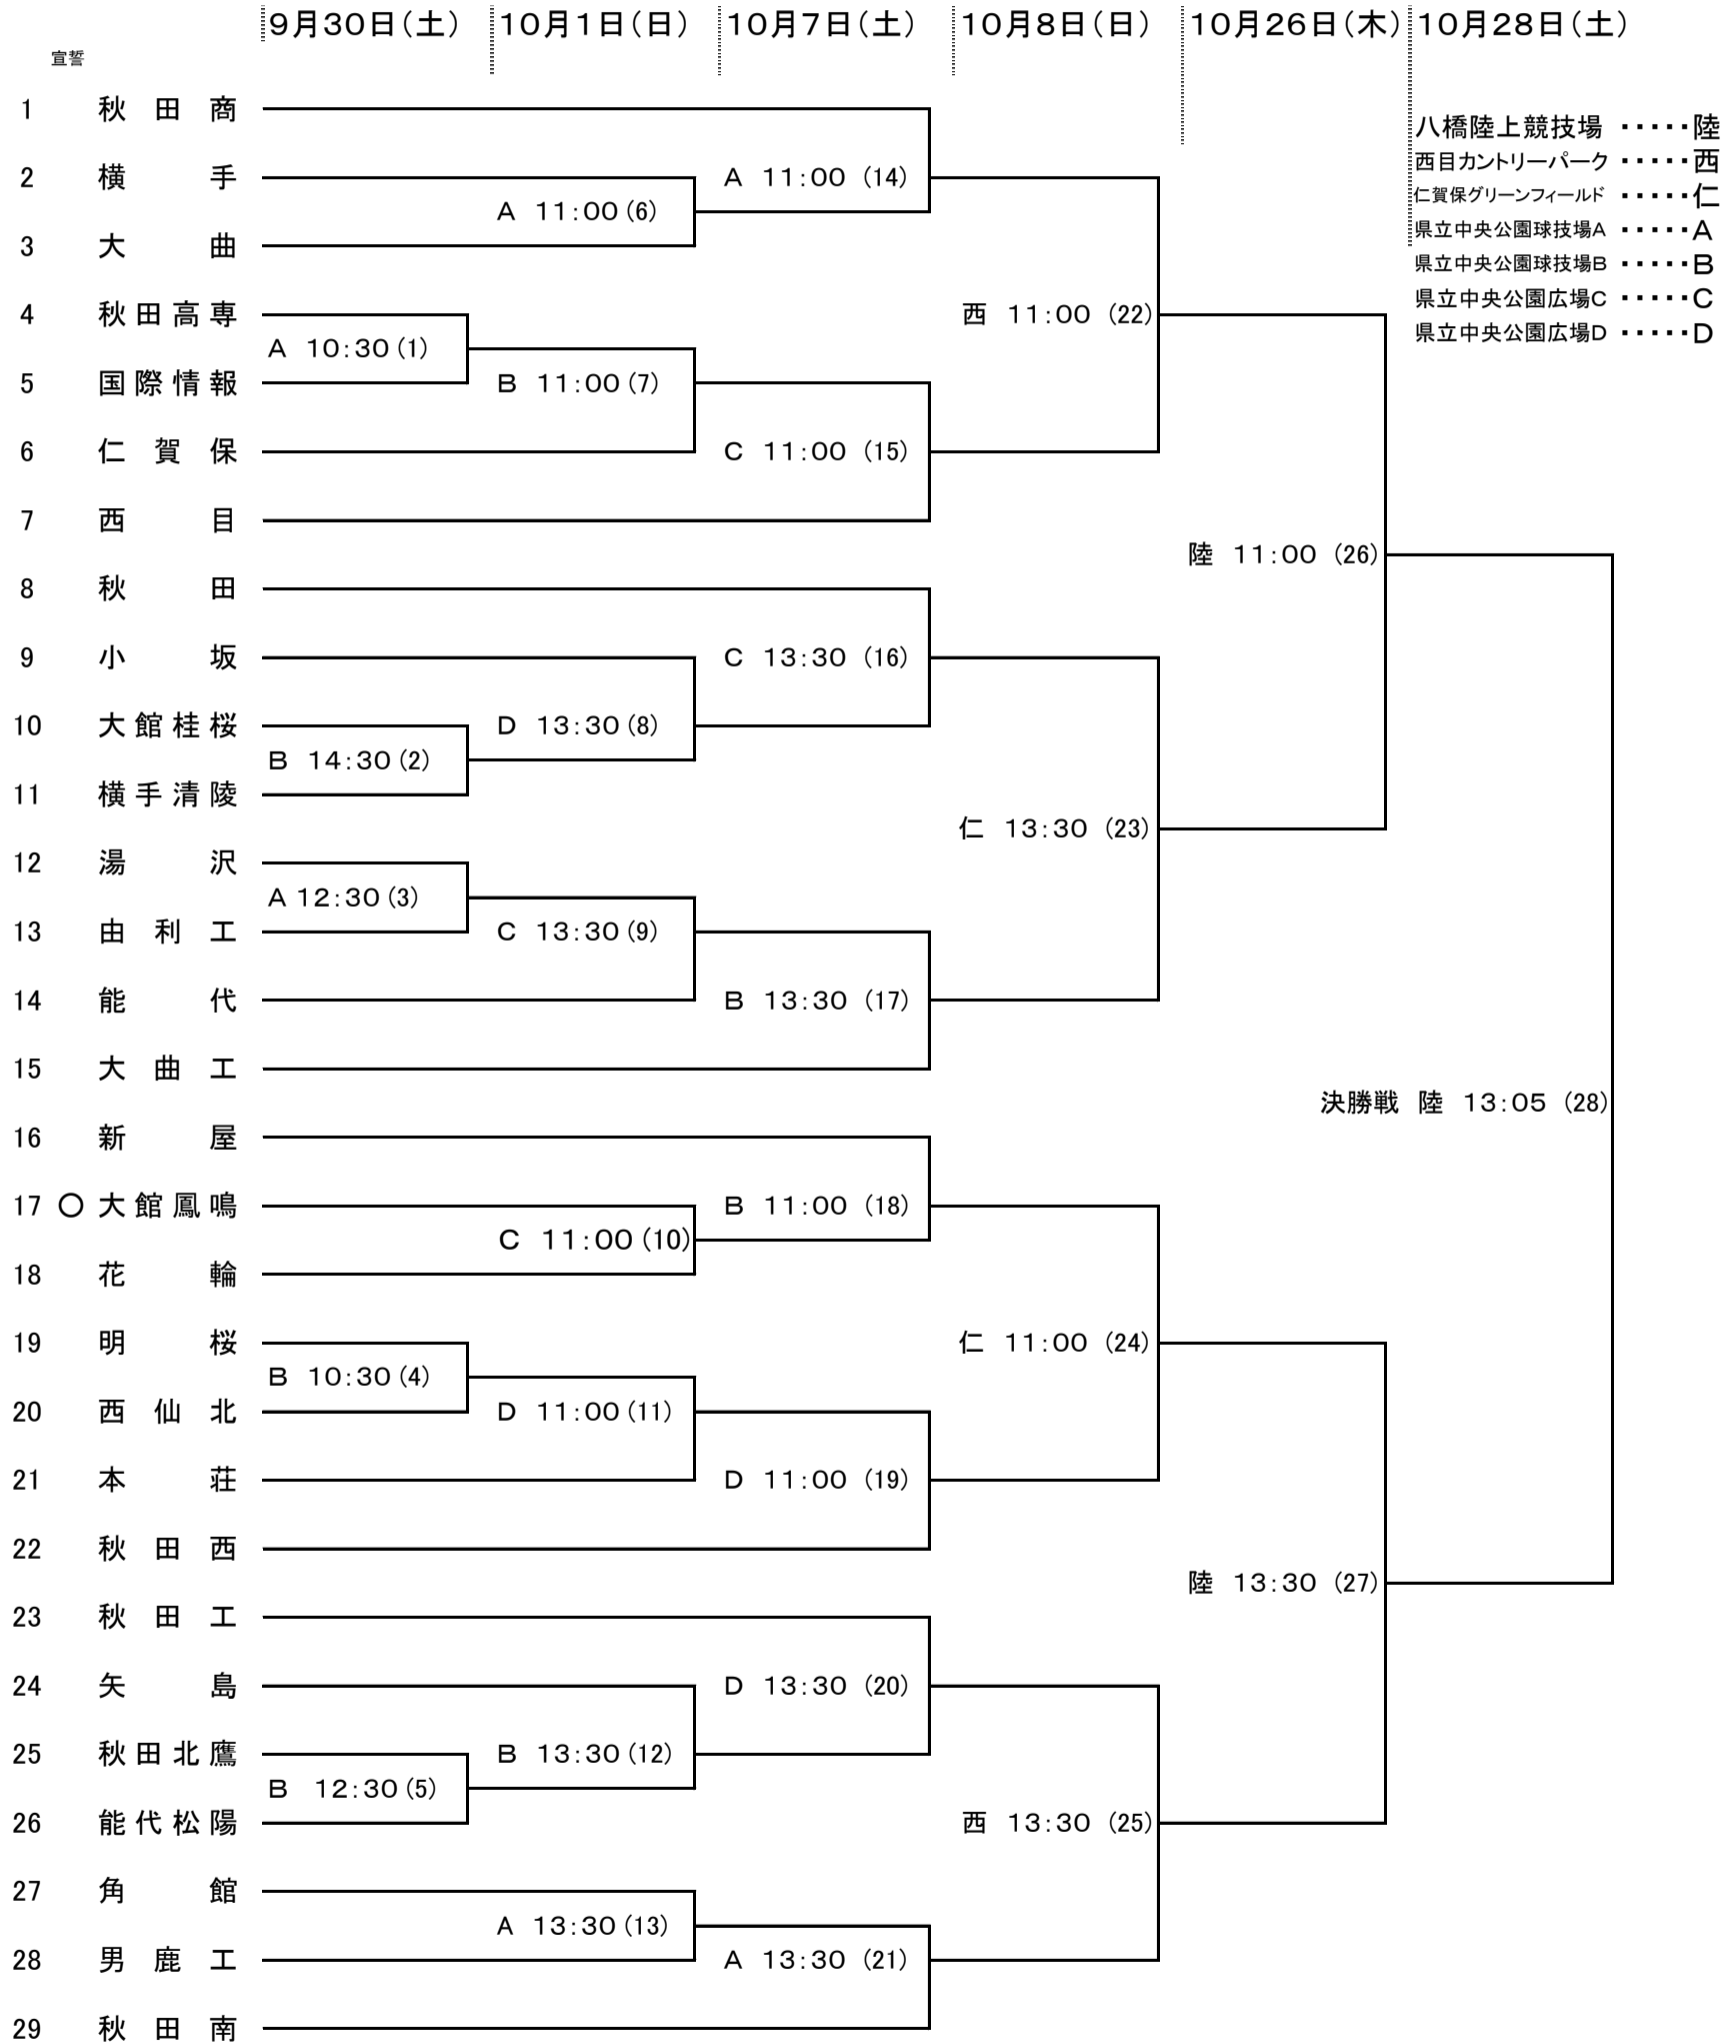 9月30日(土) 10月1日(日) 10月7日(土) 10月8日(日) 10月26日(木) 10月28日(土)
宣誓
1 秋田商
八橋陸上競技場 ・・・・・陸
西目カントリーパーク ・・・・・西
2 横手 A 11:00 (14)
仁賀保グリーンフィールド ・・・・・仁
A 11:00 (6)
県立中央公園球技場A ・・・・・A
3 大曲
県立中央公園球技場B ・・・・・B
県立中央公園広場C ・・・・・C
4 秋田高専 西 11:00 (22)
県立中央公園広場D ・・・・・D
A 10:30 (1)
5 国際情報 B 11:00 (7)
6 仁賀保 C 11:00 (15)
7 西目
陸 11:00 (26)
8 秋田
9 小坂 C 13:30 (16)
10 大館桂桜 D 13:30 (8)
B 14:30 (2)
11 横手清陵
仁 13:30 (23)
12 湯沢
A 12:30 (3)
13 由利工 C 13:30 (9)
14 能代 B 13:30 (17)
15 大曲工
決勝戦 陸 13:05 (28)
16 新屋
17 〇 大館鳳鳴 B 11:00 (18)
C 11:00 (10)
18 花輪
19 明桜 仁 11:00 (24)
B 10:30 (4)
20 西仙北 D 11:00 (11)
21 本荘 D 11:00 (19)
22 秋田西
陸 13:30 (27)
23 秋田工
24 矢島 D 13:30 (20)
25 秋田北鷹 B 13:30 (12)
B 12:30 (5)
26 能代松陽 西 13:30 (25)
27 角館
A 13:30 (13)
28 男鹿工 A 13:30 (21)
29 秋田南